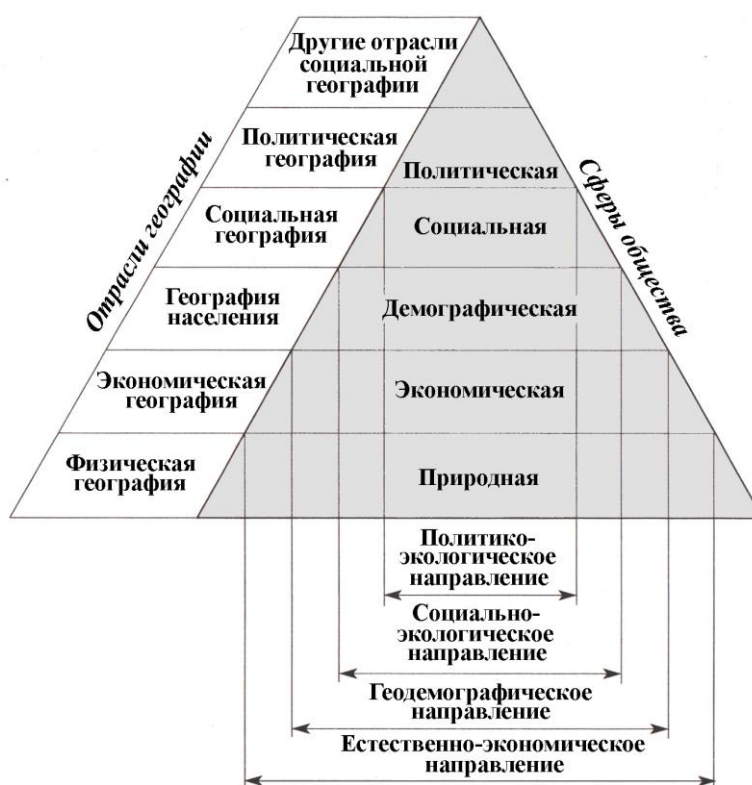 Другие отрасли
социальной
географии
Политическая
география
Социальная
география
География
населения
Экономическая
география
Физическая
география
Отрасли географии
Политическая
Социальная
Демографическая
Экономическая
Природная
Сферы общества
Политико-
экологическое
направление
Социально-
экологическое
направление
Геодемографическое
направление
Естественно-экономическое
направление